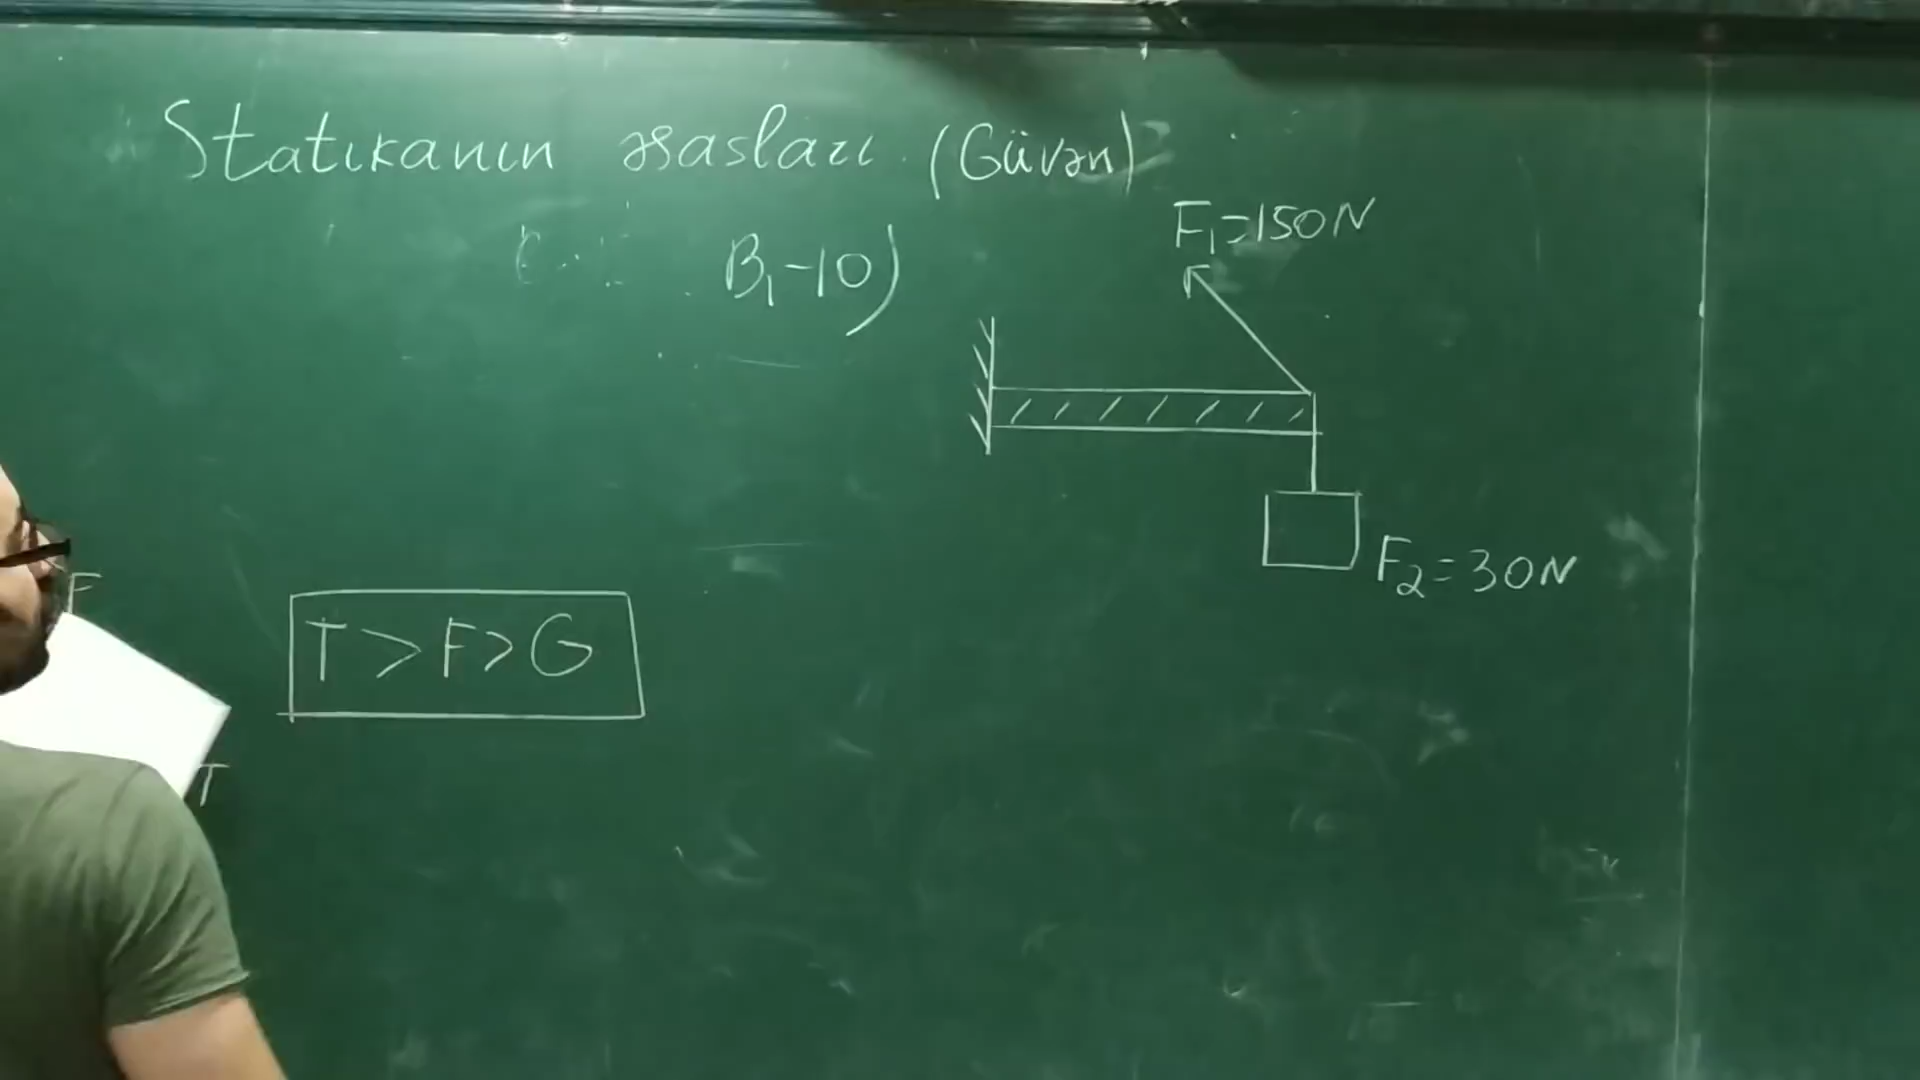 Statikanın əsasları. (Güvən)
B₁-10)
F₁=150N
F₂=30N
F
T>F>G
T